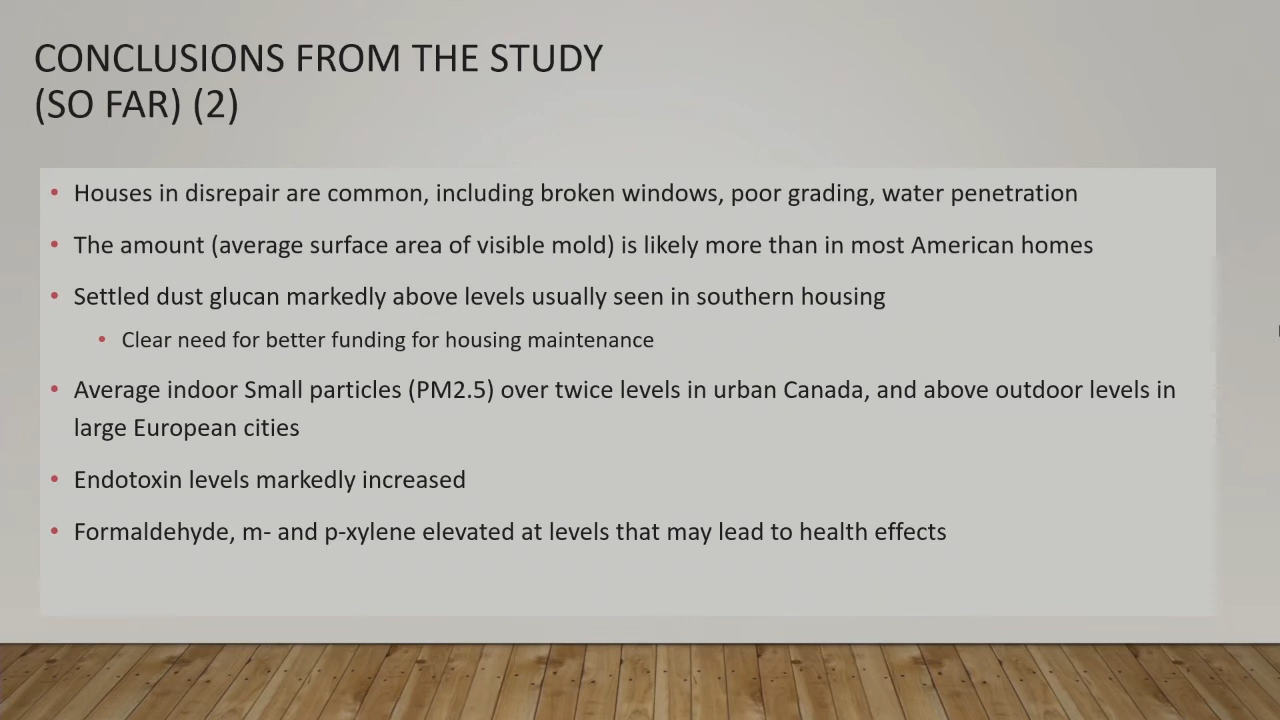 CONCLUSIONS FROM THE STUDY
(SO FAR) (2)
• Houses in disrepair are common, including broken windows, poor grading, water penetration
• The amount (average surface area of visible mold) is likely more than in most American homes
• Settled dust glucan markedly above levels usually seen in southern housing
• Clear need for better funding for housing maintenance
• Average indoor Small particles (PM2.5) over twice levels in urban Canada, and above outdoor levels in
large European cities
• Endotoxin levels markedly increased
• Formaldehyde, m- and p-xylene elevated at levels that may lead to health effects